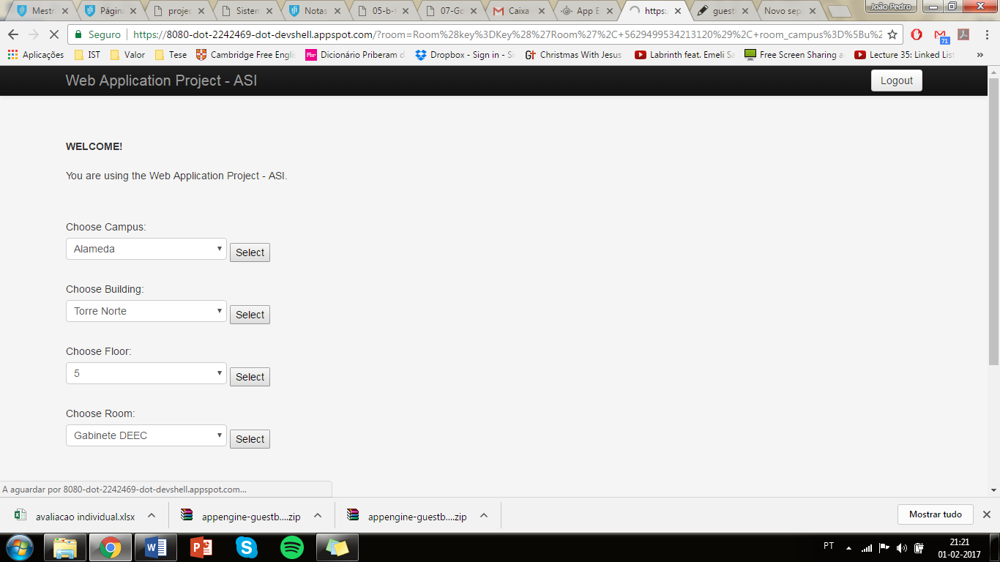 João Pedro
Mestr
Página
projec
Sistem
Notas
05-b-f
07-Go
Caixa
App E
https:/
guest
Novo sepa
Seguro
https://8080-dot-2242469-dot-devshell.appspot.com/?room=Room%28key%3DKey%28%27Room%27%2C+5629499534213120%29%2C+room_campus%3D%5Bu%2
71
Aplicações
IST
Valor
Tese
Cambridge Free Engli
Dicionário Priberam d
Dropbox - Sign in - Si
Christmas With Jesus
Labrinth feat. Emeli Sa
Free Screen Sharing a
Lecture 35: Linked List
»
Web Application Project - ASI
Logout
WELCOME!
You are using the Web Application Project - ASI.
Choose Campus:
Alameda
Select
Choose Building:
Torre Norte
Select
Choose Floor:
5
Select
Choose Room:
Gabinete DEEC
Select
A aguardar por 8080-dot-2242469-dot-devshell.appspot.com...
avaliacao individual.xlsx
appengine-guestb....zip
appengine-guestb....zip
Mostrar tudo
PT
21:21
01-02-2017